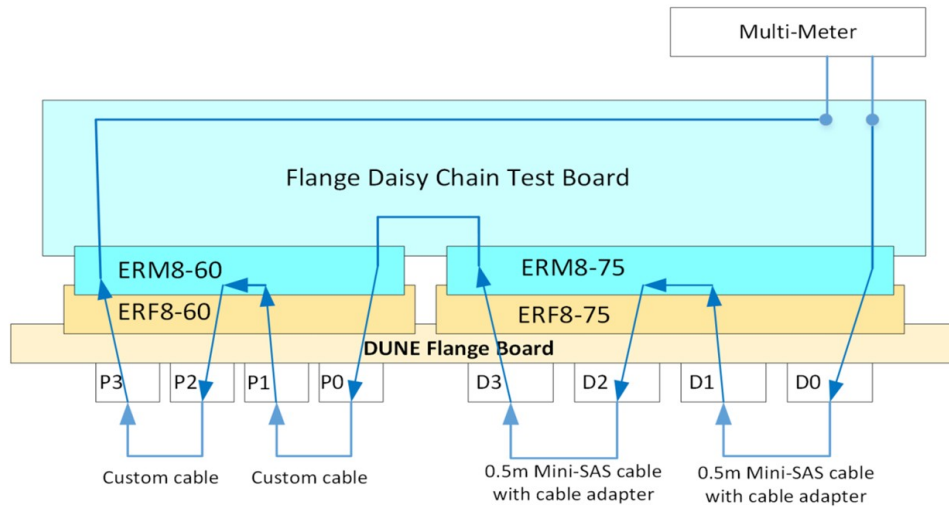 Multi-Meter
Flange Daisy Chain Test Board
ERM8-60
ERM8-75
ERF8-60
ERF8-75
DUNE Flange Board
P3
P2
P1
P0
D3
D2
D1
D0
Custom cable
Custom cable
0.5m Mini-SAS cable
with cable adapter
0.5m Mini-SAS cable
with cable adapter